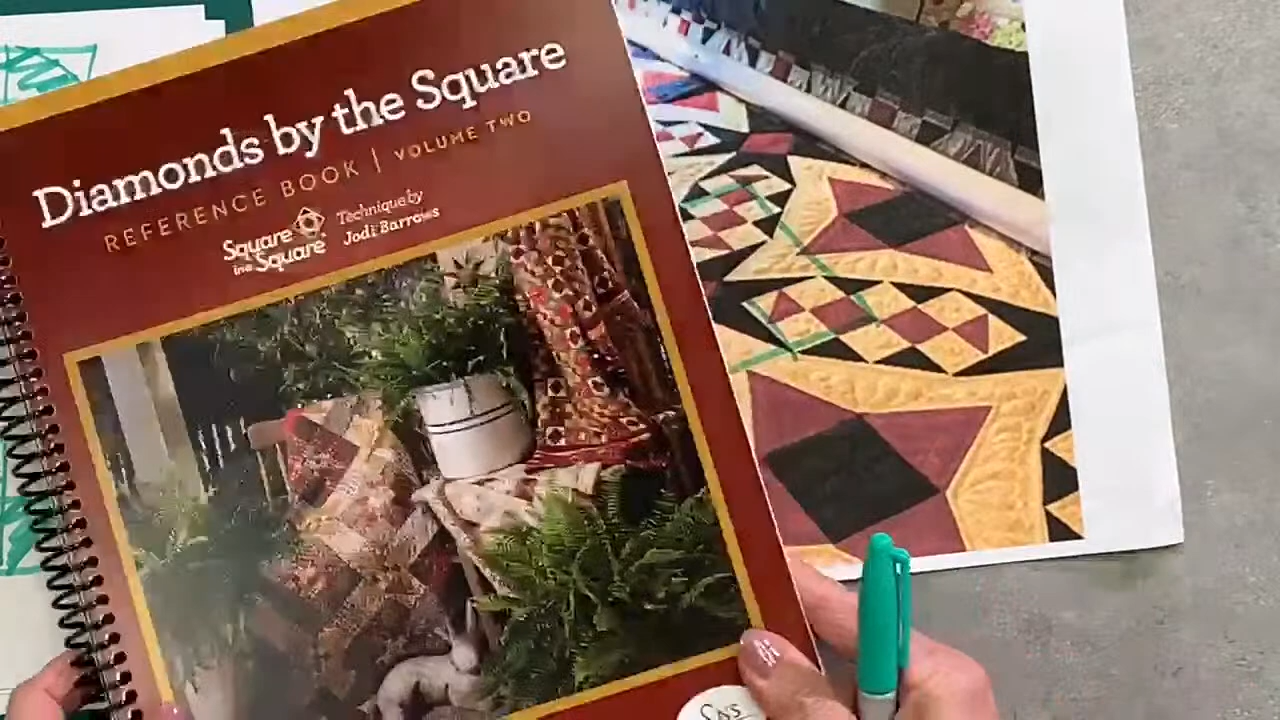 Diamonds by the Square
REFERENCE BOOK | VOLUME TWO
Square in a Square
Technique by
Jodi Barrows